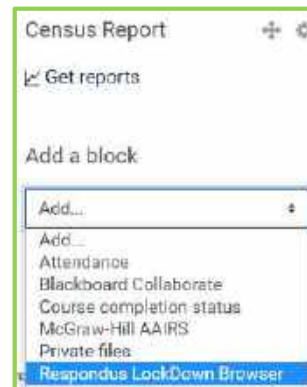 Census Report
Get reports
Add a block
Add...
Add...
Attendance
Blackboard Collaborate
Course completion status
McGraw-Hill AAIRS
Private files
Respondus LockDown Browser